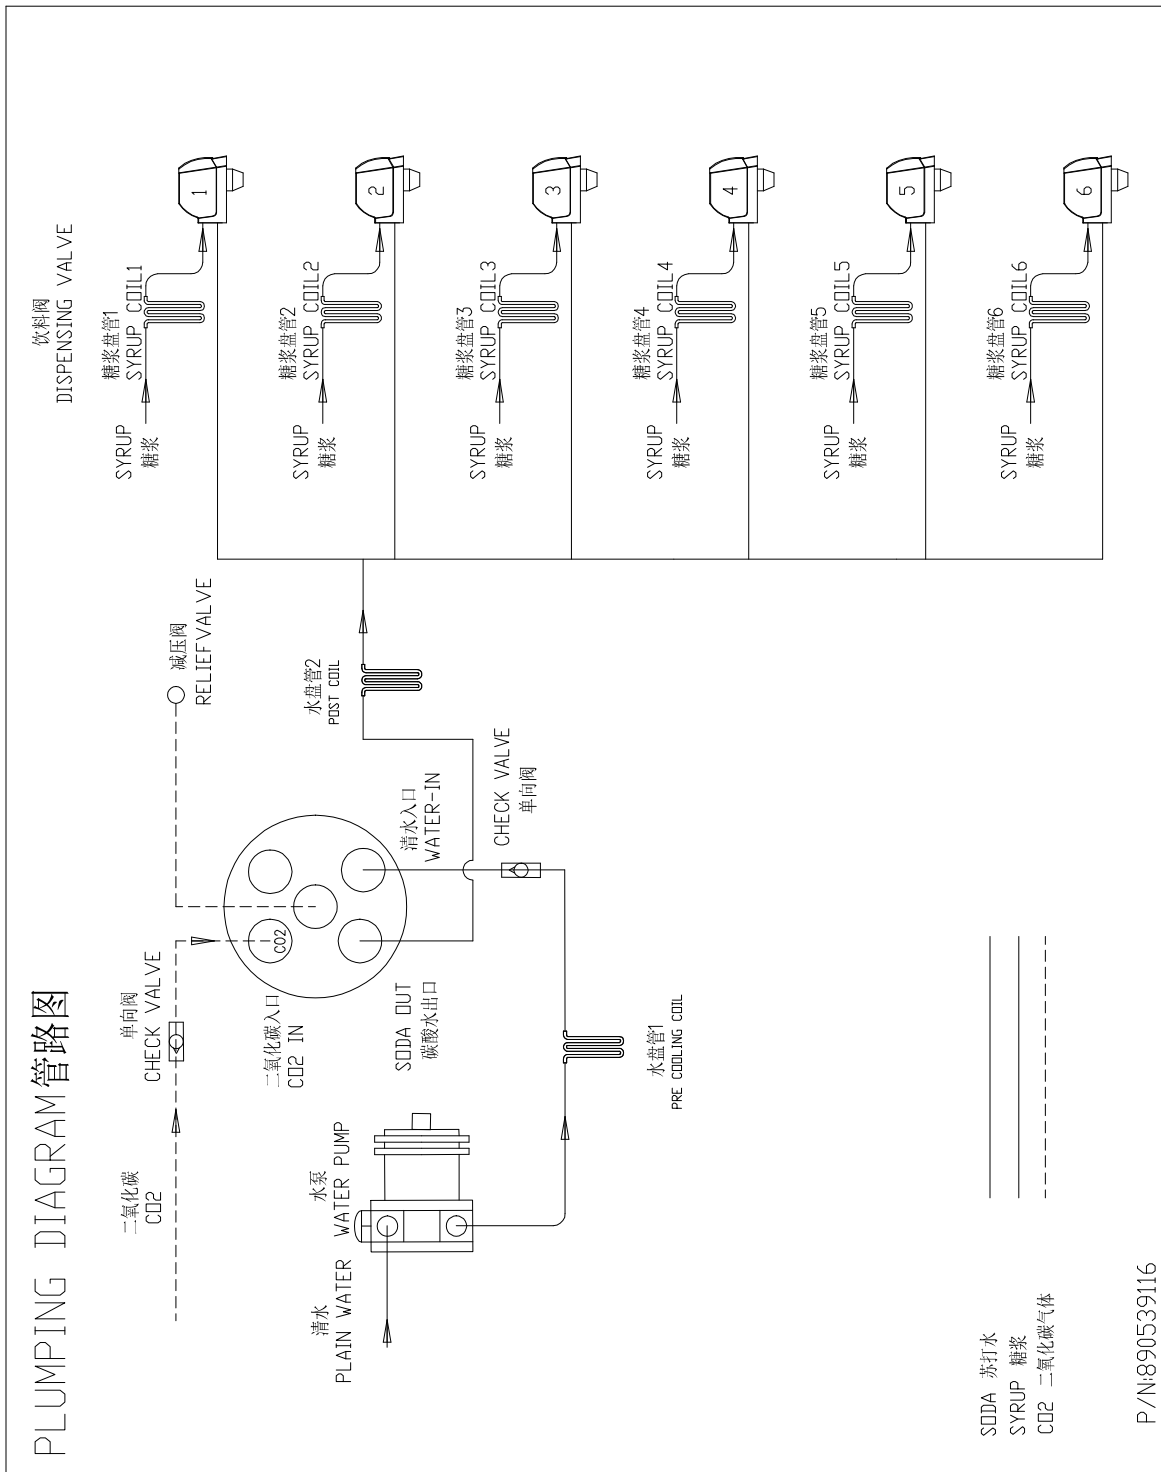 PLUMPING DIAGRAM管路图
二氧化碳
CO2
单向阀
CHECK VALVE
减压阀
RELIEFVALVE
饮料阀
DISPENSING VALVE
清水
PLAIN WATER
水泵
WATER PUMP
二氧化碳入口
CO2 IN
CO2
SODA OUT
碳酸水出口
清水入口
WATER-IN
水盘管2
POST COIL
CHECK VALVE
单向阀
水盘管1
PRE COOLING COIL
SYRUP
糖浆
糖浆盘管1
SYRUP COIL1
1
SYRUP
糖浆
糖浆盘管2
SYRUP COIL2
2
SYRUP
糖浆
糖浆盘管3
SYRUP COIL3
3
SYRUP
糖浆
糖浆盘管4
SYRUP COIL4
4
SYRUP
糖浆
糖浆盘管5
SYRUP COIL5
5
SYRUP
糖浆
糖浆盘管6
SYRUP COIL6
6
SODA 苏打水
SYRUP 糖浆
CO2 二氧化碳气体
P/N:890539116